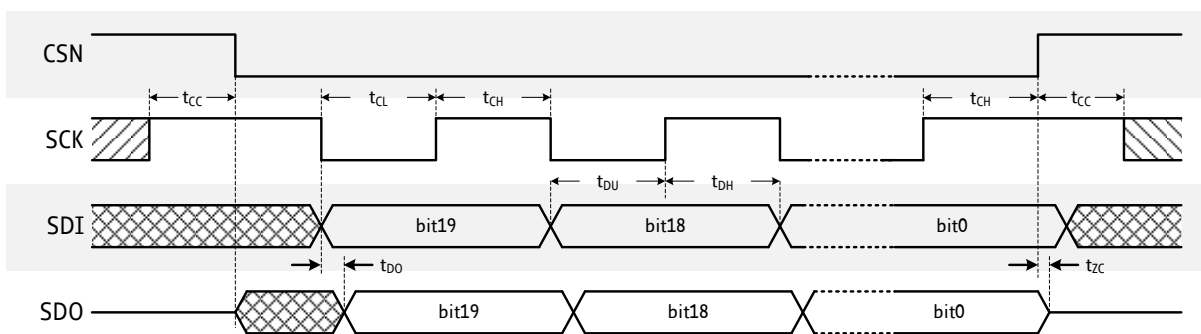 CSN
tCC tCL tCH tCH tCC
SCK
tDU tDH
SDI bit19 bit18 bit0
tDO tZC
SDO bit19 bit18 bit0